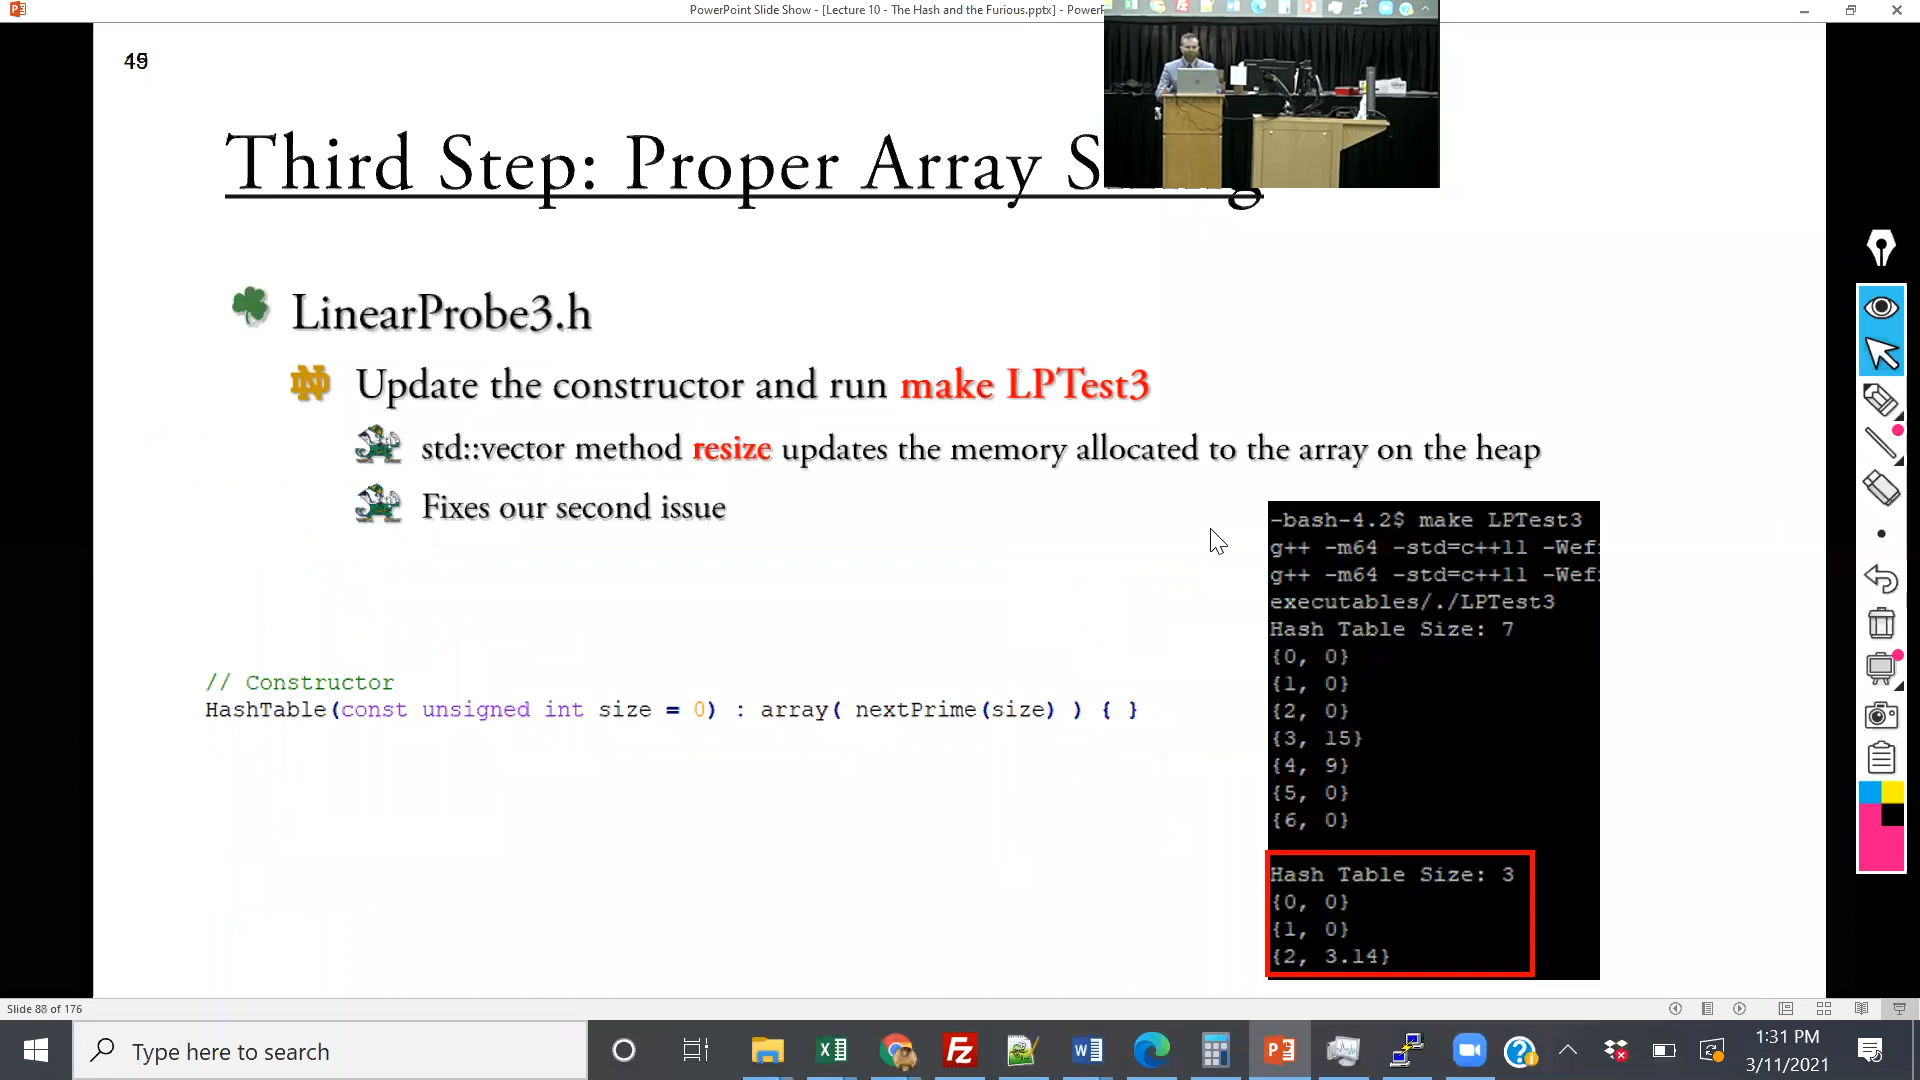 PowerPoint Slide Show - [Lecture 10 - The Hash and the Furious.pptx] - PowerP
Third Step: Proper Array S
LinearProbe3.h
Update the constructor and run make LPTest3
std::vector method resize updates the memory allocated to the array on the heap
Fixes our second issue
// Constructor
HashTable(const unsigned int size = 0) : array( nextPrime(size) ) { }
-bash-4.2$ make LPTest3
g++ -m64 -std=c++11 -Wef
g++ -m64 -std=c++11 -Wef
executables/./LPTest3
Hash Table Size: 7
{0, 0}
{1, 0}
{2, 0}
{3, 15}
{4, 9}
{5, 0}
{6, 0}
Hash Table Size: 3
{0, 0}
{1, 0}
{2, 3.14}
Slide 88 of 176
Type here to search
1:31 PM
3/11/2021